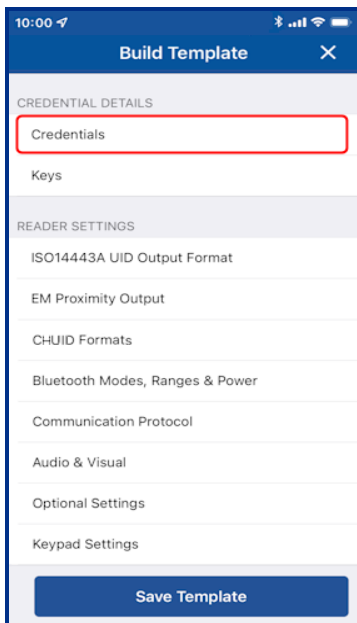 10:00
Build Template
CREDENTIAL DETAILS
Credentials
Keys
READER SETTINGS
ISO14443A UID Output Format
EM Proximity Output
CHUID Formats
Bluetooth Modes, Ranges & Power
Communication Protocol
Audio & Visual
Optional Settings
Keypad Settings
Save Template